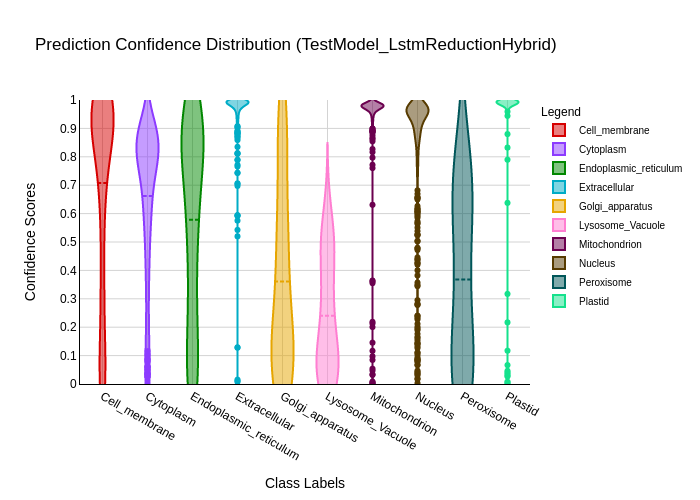 Prediction Confidence Distribution (TestModel_LstmReductionHybrid)
Confidence Scores
1
0.9
0.8
0.7
0.6
0.5
0.4
0.3
0.2
0.1
0
Cell_membrane
Cytoplasm
Endoplasmic_reticulum
Extracellular
Golgi_apparatus
Lysosome_Vacuole
Mitochondrion
Nucleus
Peroxisome
Plastid
Class Labels
Legend
Cell_membrane
Cytoplasm
Endoplasmic_reticulum
Extracellular
Golgi_apparatus
Lysosome_Vacuole
Mitochondrion
Nucleus
Peroxisome
Plastid